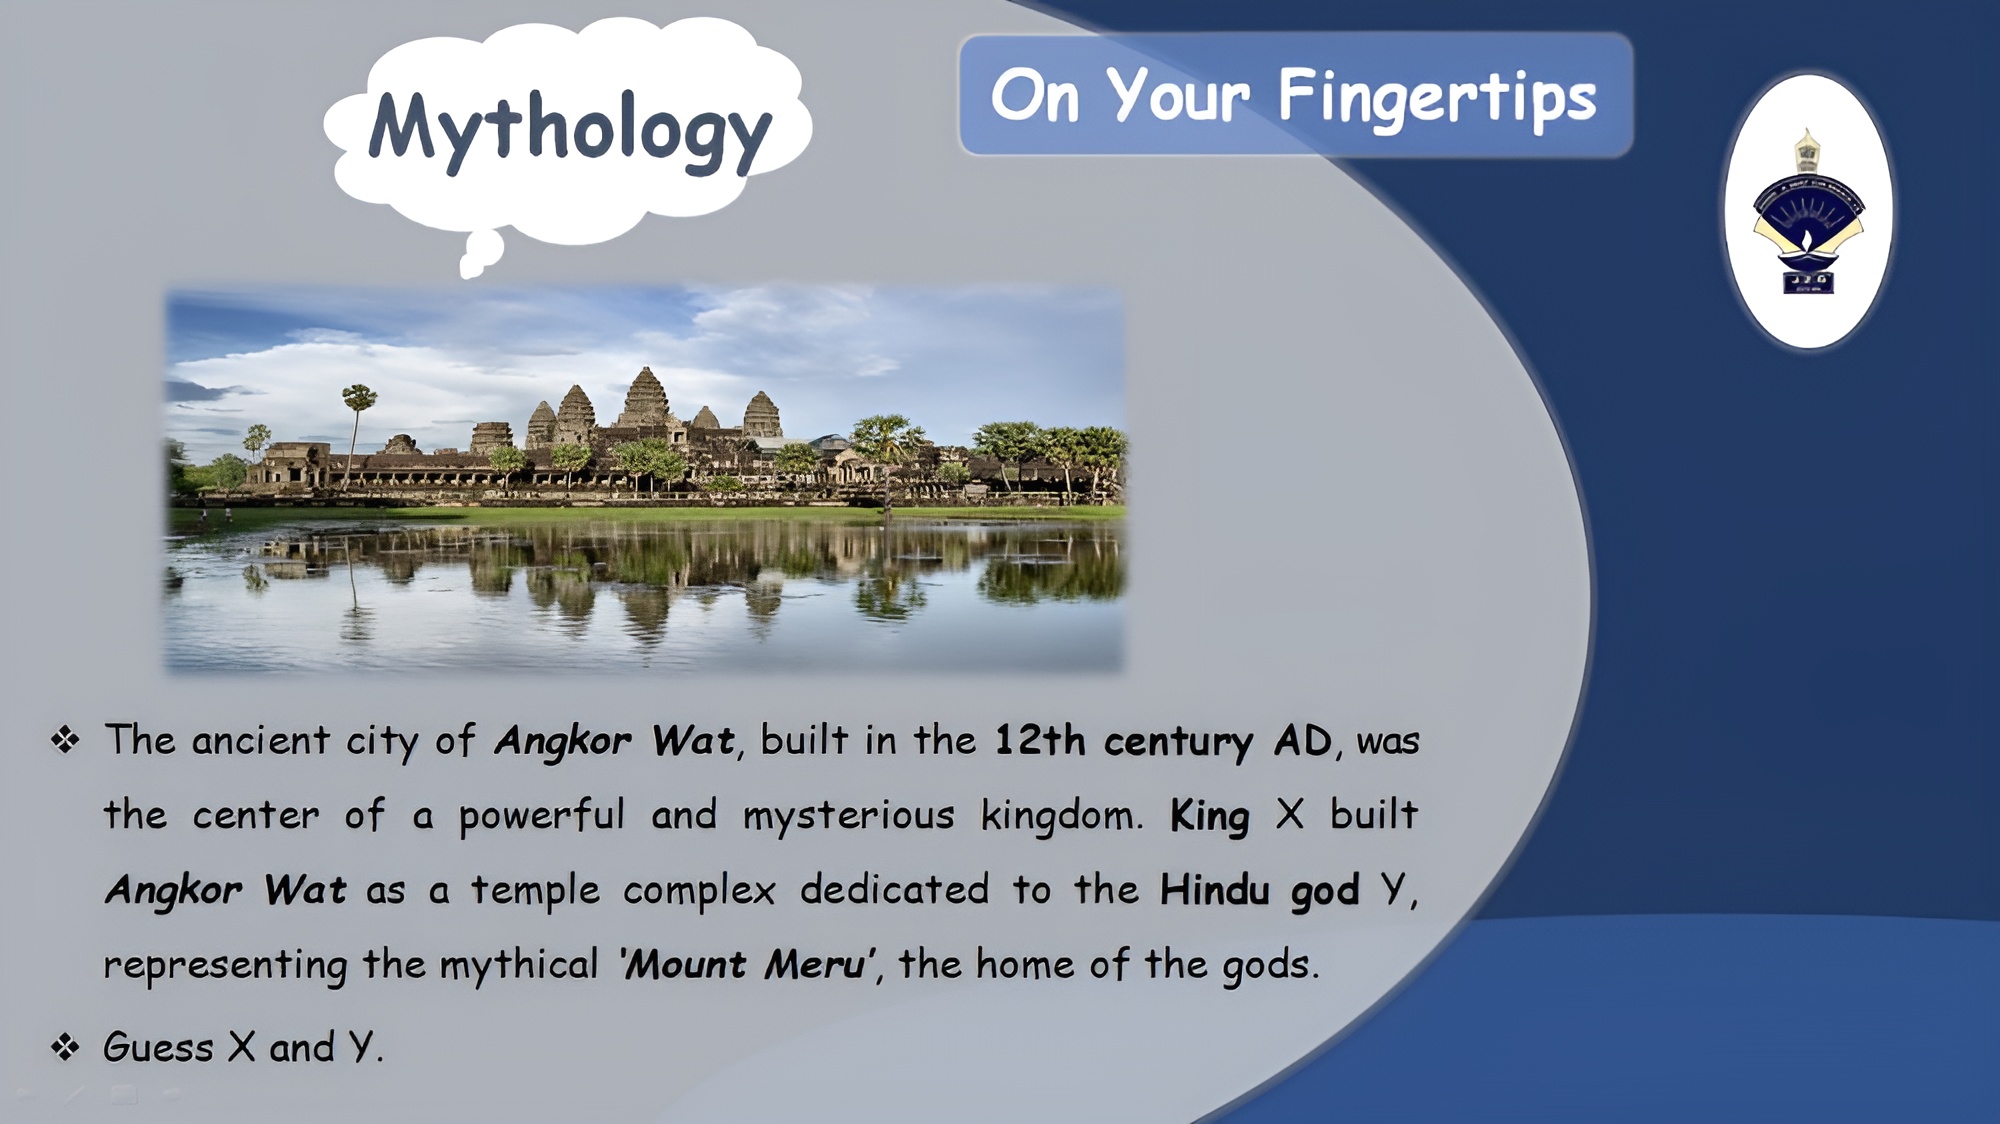 Mythology
On Your Fingertips
❖ The ancient city of Angkor Wat, built in the 12th century AD, was
the center of a powerful and mysterious kingdom. King X built
Angkor Wat as a temple complex dedicated to the Hindu god Y,
representing the mythical 'Mount Meru', the home of the gods.
❖ Guess X and Y.